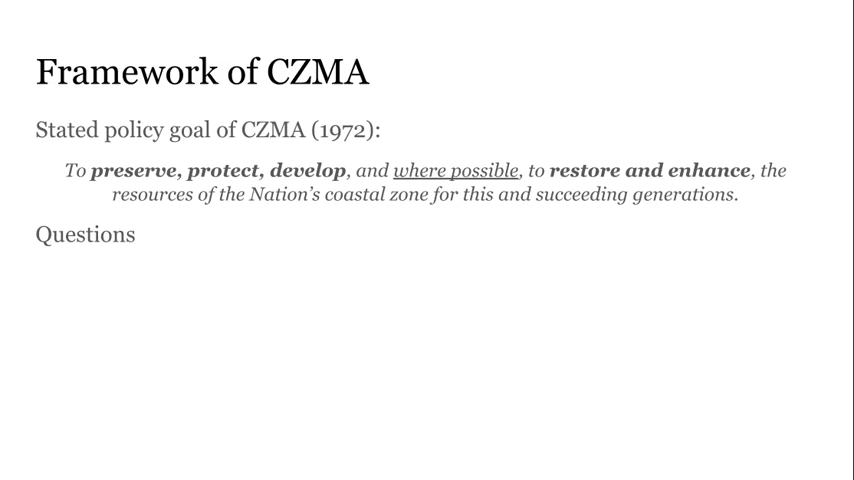 Framework of CZMA
Stated policy goal of CZMA (1972):
To preserve, protect, develop, and where possible, to restore and enhance, the
resources of the Nation’s coastal zone for this and succeeding generations.
Questions